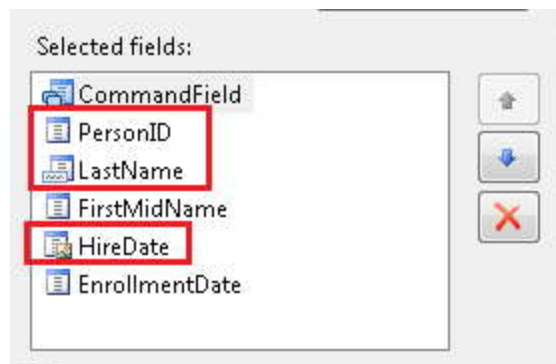 Selected fields:
CommandField
PersonID
LastName
FirstMidName
HireDate
EnrollmentDate